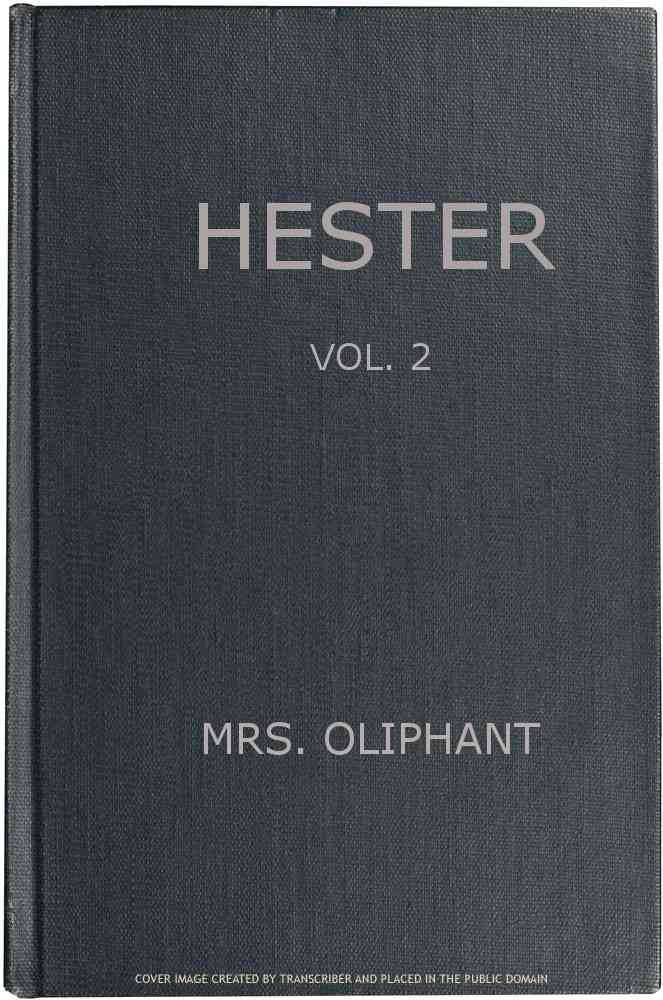 HESTER
VOL. 2
MRS. OLIPHANT
COVER IMAGE CREATED BY TRANSCRIBER AND PLACED IN THE PUBLIC DOMAIN